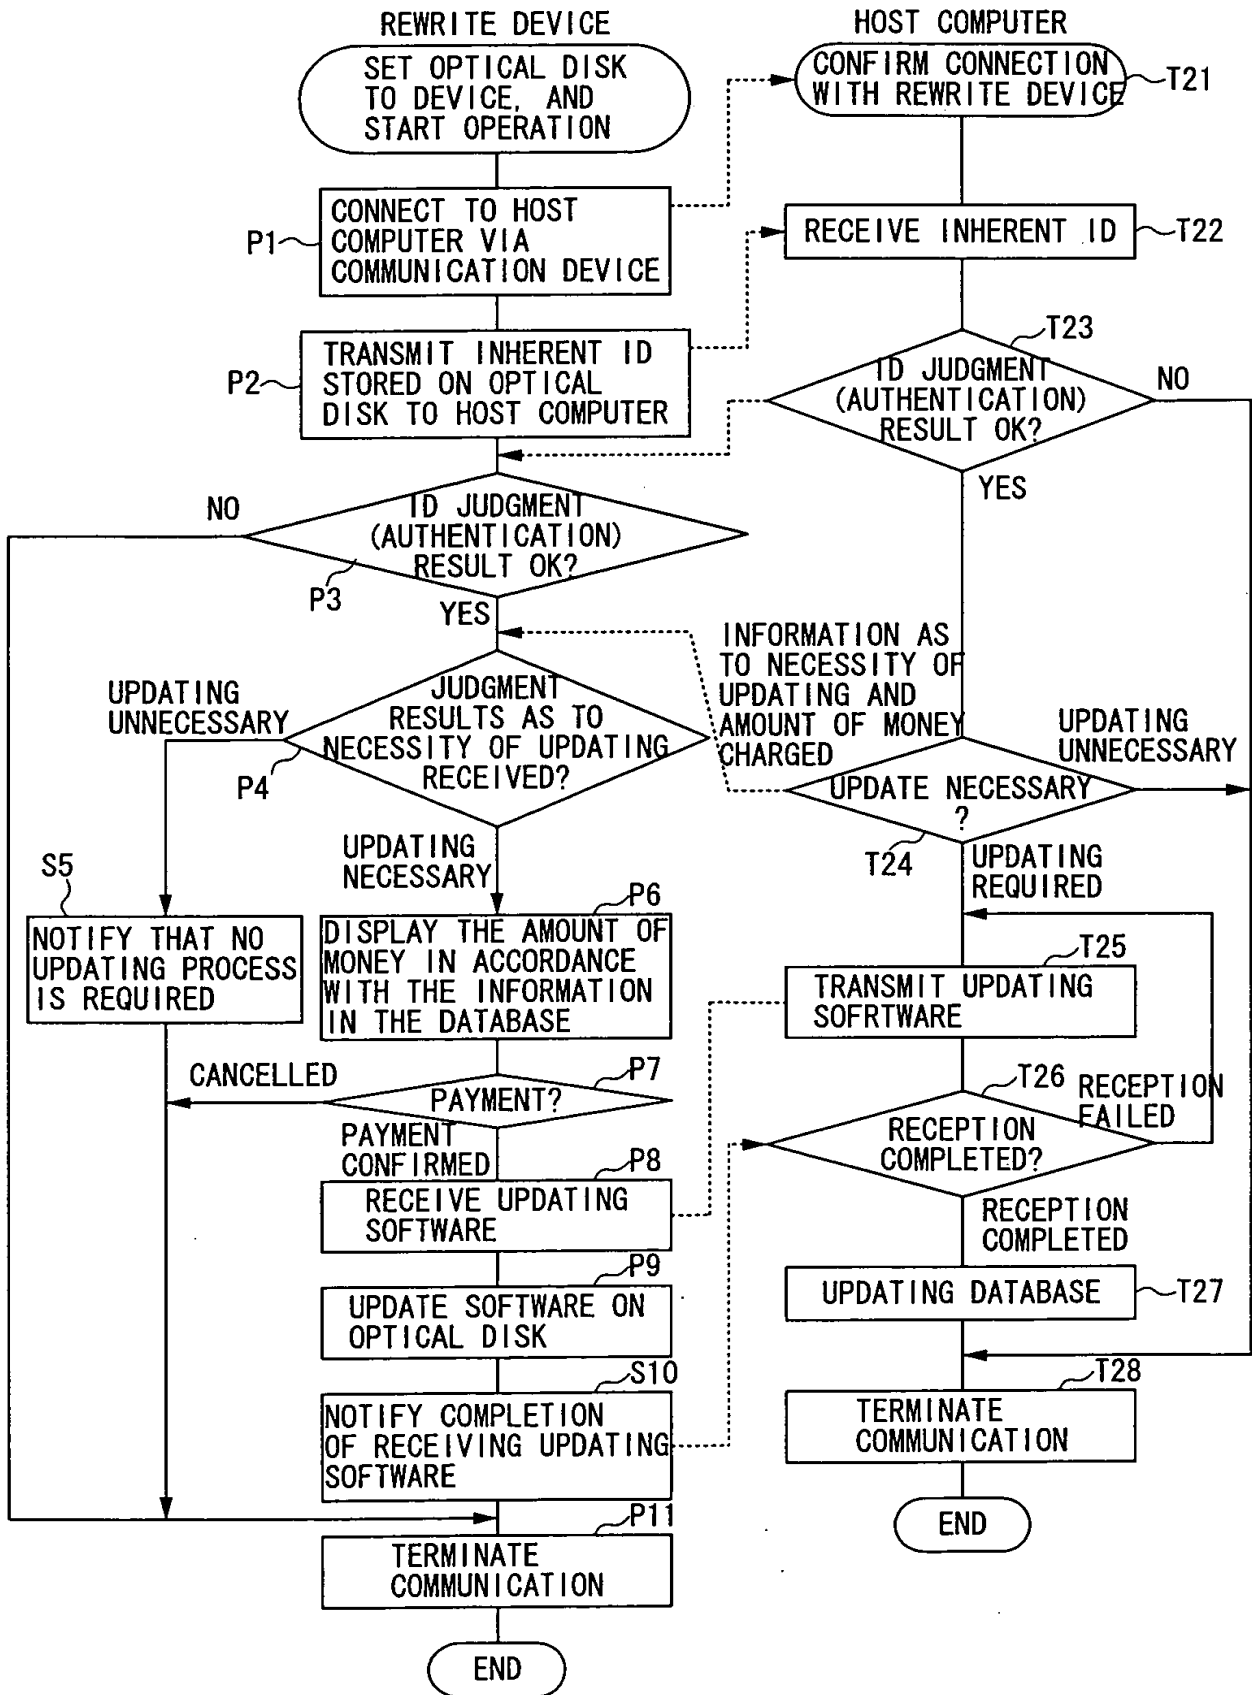 REWRITE DEVICE
SET OPTICAL DISK
TO DEVICE, AND
START OPERATION
P1
CONNECT TO HOST
COMPUTER VIA
COMMUNICATION DEVICE
P2
TRANSMIT INHERENT ID
STORED ON OPTICAL
DISK TO HOST COMPUTER
NO
ID JUDGMENT
(AUTHENTICATION)
RESULT OK?
P3
YES
UPDATING
UNNECESSARY
JUDGMENT
RESULTS AS TO
NECESSITY OF UPDATING
RECEIVED?
P4
UPDATING
NECESSARY
S5
NOTIFY THAT NO
UPDATING PROCESS
IS REQUIRED
P6
DISPLAY THE AMOUNT OF
MONEY IN ACCORDANCE
WITH THE INFORMATION
IN THE DATABASE
CANCELLED
P7
PAYMENT?
PAYMENT
CONFIRMED
P8
RECEIVE UPDATING
SOFTWARE
P9
UPDATE SOFTWARE ON
OPTICAL DISK
S10
NOTIFY COMPLETION
OF RECEIVING UPDATING
SOFTWARE
P11
TERMINATE
COMMUNICATION
END
HOST COMPUTER
CONFIRM CONNECTION
WITH REWRITE DEVICE
T21
RECEIVE INHERENT ID
T22
T23
ID JUDGMENT
(AUTHENTICATION)
RESULT OK?
NO
YES
INFORMATION AS
TO NECESSITY OF
UPDATING AND
AMOUNT OF MONEY
CHARGED
UPDATING
UNNECESSARY
UPDATE NECESSARY
?
T24
UPDATING
REQUIRED
T25
TRANSMIT UPDATING
SOFRTWARE
T26
RECEPTION
FAILED
RECEPTION
COMPLETED?
RECEPTION
COMPLETED
UPDATING DATABASE
T27
T28
TERMINATE
COMMUNICATION
END